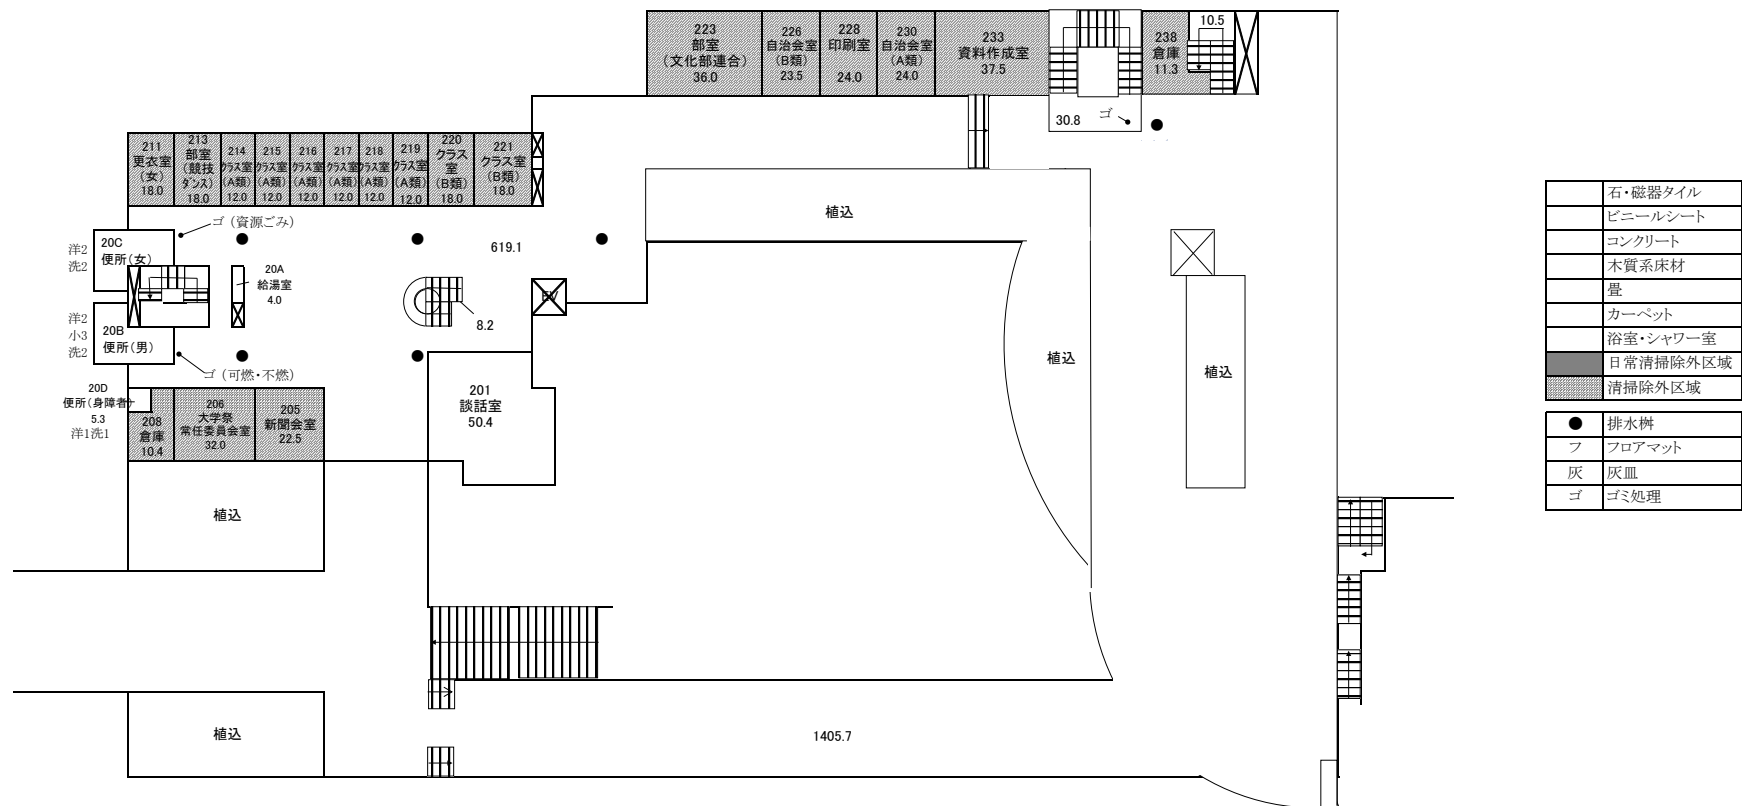 223
部室
（文化部連合）
36.0
226
自治会室
（B類）
23.5
228
印刷室
24.0
230
自治会室
（A類）
24.0
233
資料作成室
37.5
238
倉庫
11.3
10.5
30.8
ゴ
211
更衣室
（女）
18.0
213
部室
（競技
ダンス）
18.0
214
クラス室
（A類）
12.0
215
クラス室
（A類）
12.0
216
クラス室
（A類）
12.0
217
クラス室
（A類）
12.0
218
クラス室
（A類）
12.0
219
クラス室
（A類）
12.0
220
クラス
室
（B類）
18.0
221
クラス室
（B類）
18.0
植込
ゴ（資源ごみ）
洋2
洗2
20C
便所（女）
619.1
20A
給湯室
4.0
EV
8.2
洋2
小3
洗2
20B
便所（男）
ゴ（可燃・不燃）
植込
植込
20D
便所（身障者）
5.3
洋1洗1
208
倉庫
10.4
206
大学祭
常任委員会室
32.0
205
新聞会室
22.5
201
談話室
50.4
植込
植込
1405.7
石・磁器タイル
ビニールシート
コンクリート
木質系床材
畳
カーペット
浴室・シャワー室
日常清掃除外区域
清掃除外区域
● 排水桝
フ フロアマット
灰 灰皿
ゴ ゴミ処理